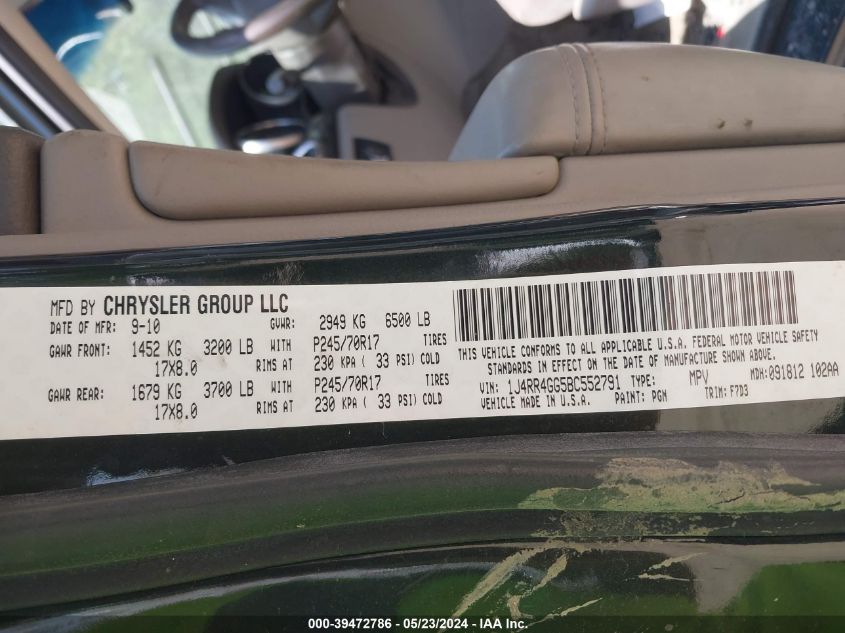 MFD BY CHRYSLER GROUP LLC
DATE OF MFR: 9-10 GVWR: 2949 KG 6500 LB
GAWR FRONT: 1452 KG 3200 LB WITH P245/70R17 TIRES
17X8.0 RIMS AT 230 KPA ( 33 PSI) COLD
GAWR REAR: 1679 KG 3700 LB WITH P245/70R17 TIRES
17X8.0 RIMS AT 230 KPA ( 33 PSI) COLD
THIS VEHICLE CONFORMS TO ALL APPLICABLE U.S.A. FEDERAL MOTOR VEHICLE SAFETY
STANDARDS IN EFFECT ON THE DATE OF MANUFACTURE SHOWN ABOVE.
VIN: 1J4RR4GG5BC552791 TYPE: MPV MDH: 091812 102AA
VEHICLE MADE IN U.S.A. PAINT: PGN TRIM: F7D3
000-39472786 - 05/23/2024 - IAA Inc.